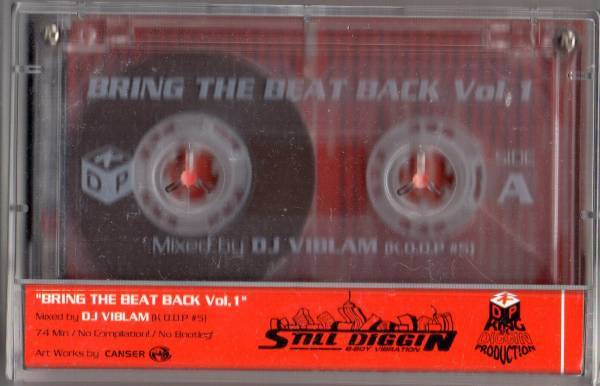 BRING THE BEAT BACK Vol.1
SIDE
A
D P
Mixed by DJ VIBLAM (K.O.D.P #5)
"BRING THE BEAT BACK Vol.1"
Mixed by DJ VIBLAM (K.O.D.P #5)
74 Min / No Compilation! / No Bootleg!
Art Works by CANSER
STILL DIGGIN
B-BOY VIBRATION
D P
KING
OF
DIGGIN
PRODUCTION